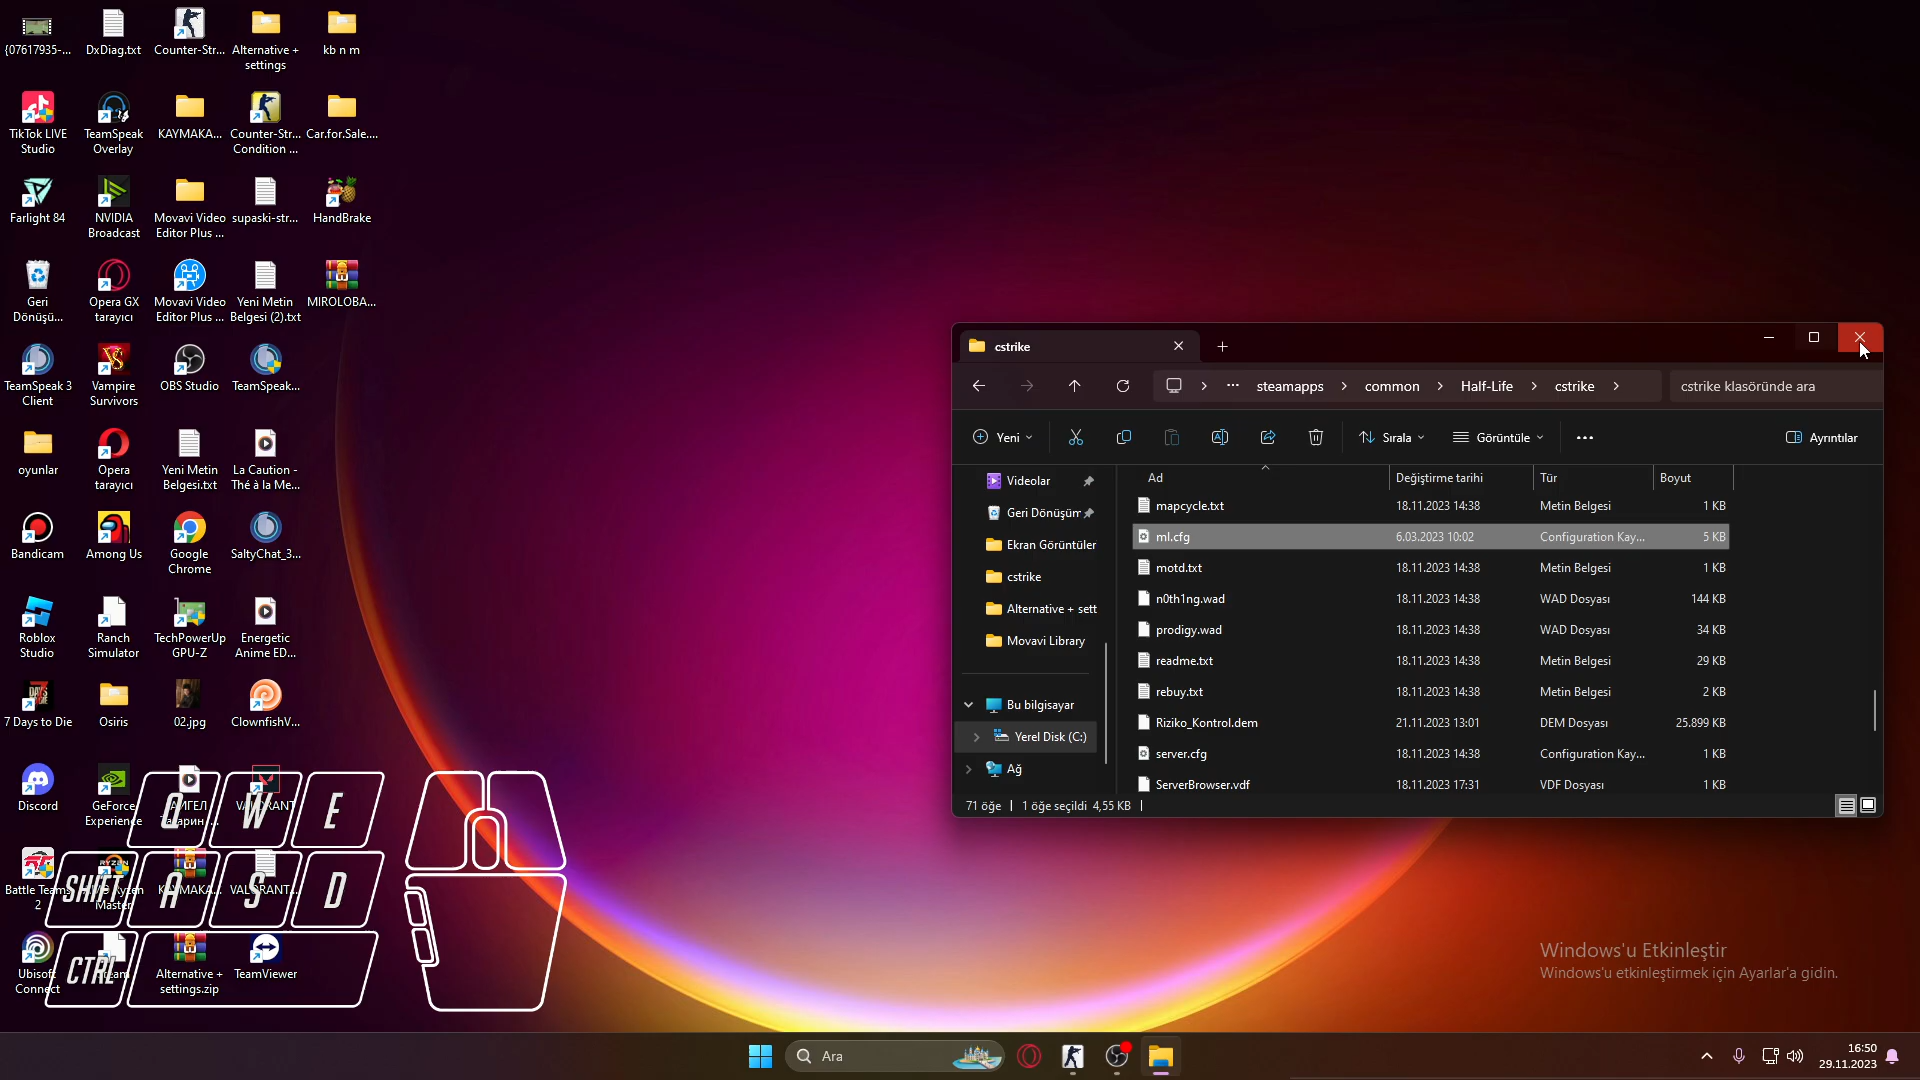 {07617935-...
DxDiag.txt
Counter-Str...
Alternative +
settings
kb n m
TikTok LIVE
Studio
TeamSpeak
Overlay
KAYMAKA...
Counter-Str...
Condition ...
Car.for.Sale....
Farlight 84
NVIDIA
Broadcast
Movavi Video
Editor Plus ...
supaski-str...
HandBrake
Geri
Dönüşü...
Opera GX
tarayıcı
Movavi Video
Editor Plus ...
Yeni Metin
Belgesi (2).txt
MIROLOBA...
TeamSpeak 3
Client
Vampire
Survivors
OBS Studio
TeamSpeak...
oyunlar
Opera
tarayıcı
Yeni Metin
Belgesi.txt
La Caution -
Thé à la Me...
Bandicam
Among Us
Google
Chrome
SaltyChat_3...
Roblox
Studio
Ranch
Simulator
TechPowerUp
GPU-Z
Energetic
Anime ED...
7 Days to Die
Osiris
02.jpg
ClownfishV...
Discord
GeForce
Experience
VALORANT
Battle Teams
2
Master
KAYMAKA...
VALORANT...
Ubisoft
Connect
Alternative +
settings.zip
TeamViewer
Q
W
E
SHIFT
A
S
D
CTRL
cstrike
steamapps
common
Half-Life
cstrike
cstrike klasöründe ara
Yeni
Sırala
Görüntüle
Ayrıntılar
Videolar
Geri Dönüşüm
Ekran Görüntüler
cstrike
Alternative + sett
Movavi Library
Bu bilgisayar
Yerel Disk (C:)
Ağ
Ad
Değiştirme tarihi
Tür
Boyut
mapcycle.txt 18.11.2023 14:38 Metin Belgesi 1 KB
ml.cfg 6.03.2023 10:02 Configuration Kay... 5 KB
motd.txt 18.11.2023 14:38 Metin Belgesi 1 KB
n0th1ng.wad 18.11.2023 14:38 WAD Dosyası 144 KB
prodigy.wad 18.11.2023 14:38 WAD Dosyası 34 KB
readme.txt 18.11.2023 14:38 Metin Belgesi 29 KB
rebuy.txt 18.11.2023 14:38 Metin Belgesi 2 KB
Riziko_Kontrol.dem 21.11.2023 13:01 DEM Dosyası 25.899 KB
server.cfg 18.11.2023 14:38 Configuration Kay... 1 KB
ServerBrowser.vdf 18.11.2023 17:31 VDF Dosyası 1 KB
71 öğe
1 öğe seçildi 4,55 KB
Windows'u Etkinleştir
Windows'u etkinleştirmek için Ayarlar'a gidin.
Ara
16:50
29.11.2023